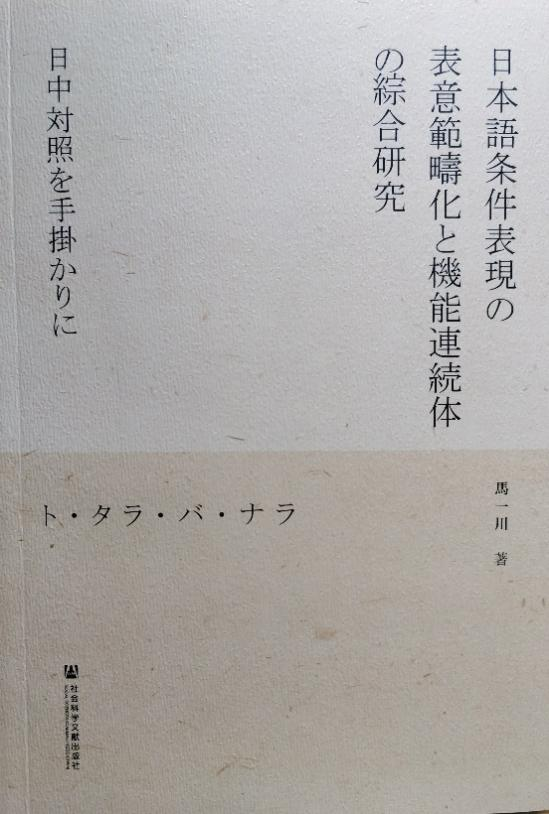 日本語条件表現の
表意範疇化と機能連続体
の綜合研究
日中対照を手掛かりに
馬一川 著
ト・タラ・バ・ナラ
社会科学文献出版社